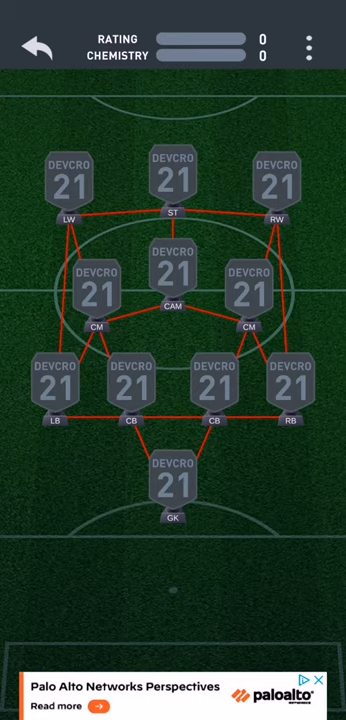 RATING 0
CHEMISTRY 0
DEVCRO
21
LW
DEVCRO
21
ST
DEVCRO
21
RW
DEVCRO
21
CAM
DEVCRO
21
CM
DEVCRO
21
CM
DEVCRO
21
LB
DEVCRO
21
CB
DEVCRO
21
CB
DEVCRO
21
RB
DEVCRO
21
GK
Palo Alto Networks Perspectives
Read more
paloalto
NETWORKS